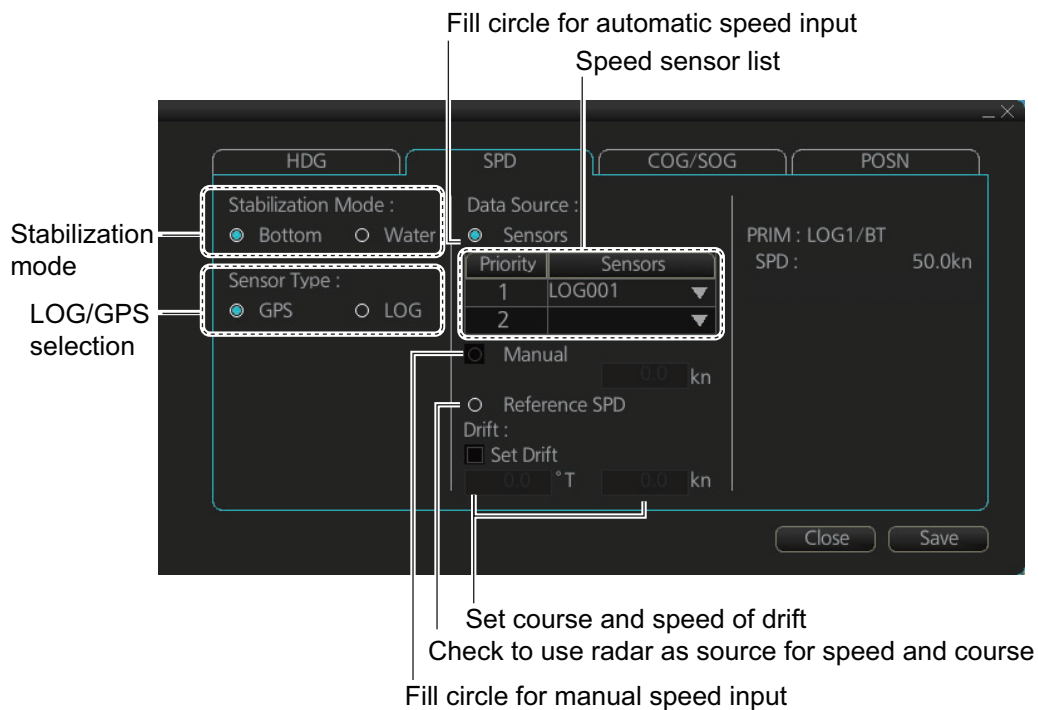 Fill circle for automatic speed input
Speed sensor list
HDG
SPD
COG/SOG
POSN
Stabilization mode
Stabilization Mode :
Bottom
Water
LOG/GPS selection
Sensor Type :
GPS
LOG
Data Source :
Sensors
Priority Sensors
1 LOG001
2
Manual
0.0 kn
Reference SPD
Drift :
Set Drift
0.0 °T 0.0 kn
PRIM : LOG1/BT
SPD : 50.0kn
Close
Save
Set course and speed of drift
Check to use radar as source for speed and course
Fill circle for manual speed input